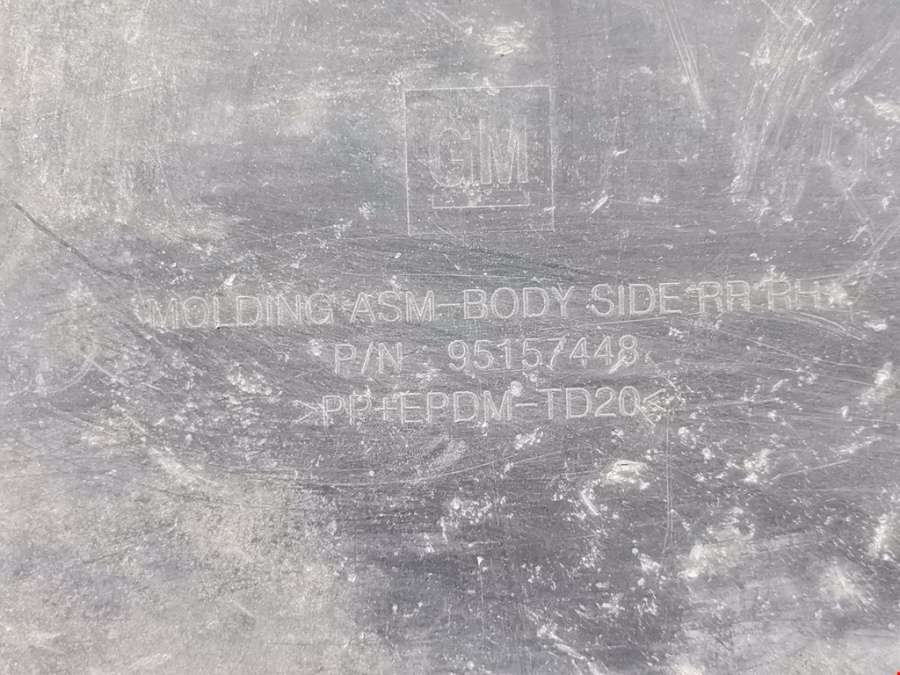 GM
MOLDING ASM-BODY SIDE RR RH
P/N 95157448
>PP+EPDM-TD20<